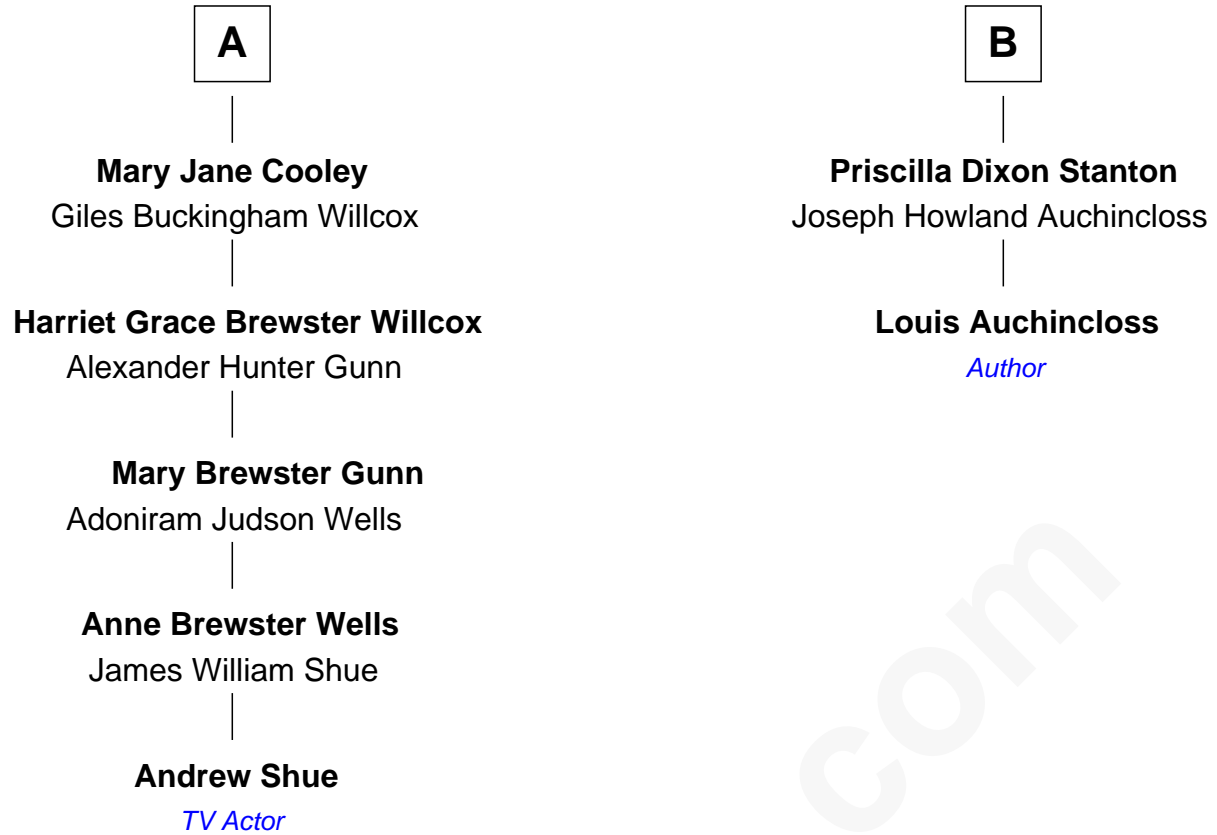 A
Mary Jane Cooley
Giles Buckingham Willcox
Harriet Grace Brewster Willcox
Alexander Hunter Gunn
Mary Brewster Gunn
Adoniram Judson Wells
Anne Brewster Wells
James William Shue
Andrew Shue
TV Actor
B
Priscilla Dixon Stanton
Joseph Howland Auchincloss
Louis Auchincloss
Author
com